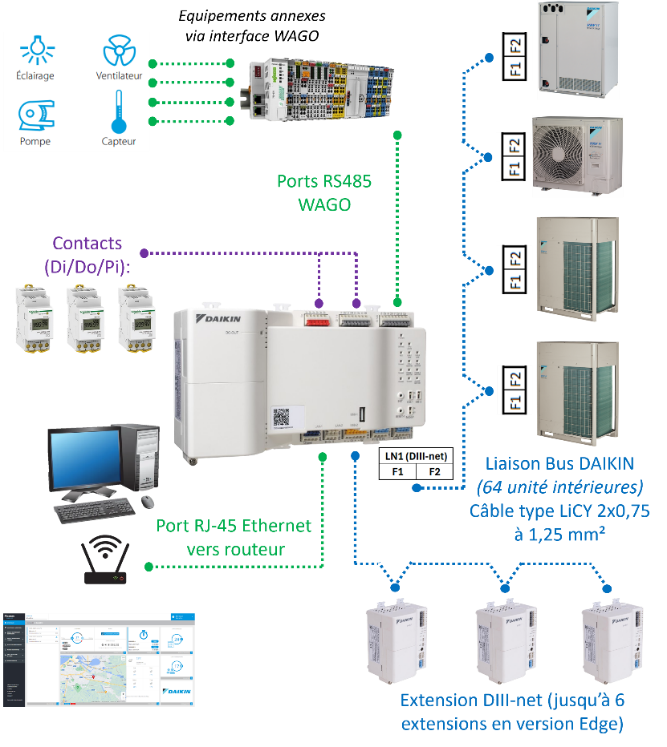 Equipements annexes
via interface WAGO
Éclairage
Ventilateur
Pompe
Capteur
F1 F2
F1 F2
F1 F2
F1 F2
Ports RS485
WAGO
Contacts
(Di/Do/Pi):
DAIKIN
LN1 (DIII-net)
F1 F2
Liaison Bus DAIKIN
(64 unité intérieures)
Câble type LiCY 2x0,75
à 1,25 mm²
Port RJ-45 Ethernet
vers routeur
DAIKIN
Extension DIII-net (jusqu’à 6
extensions en version Edge)